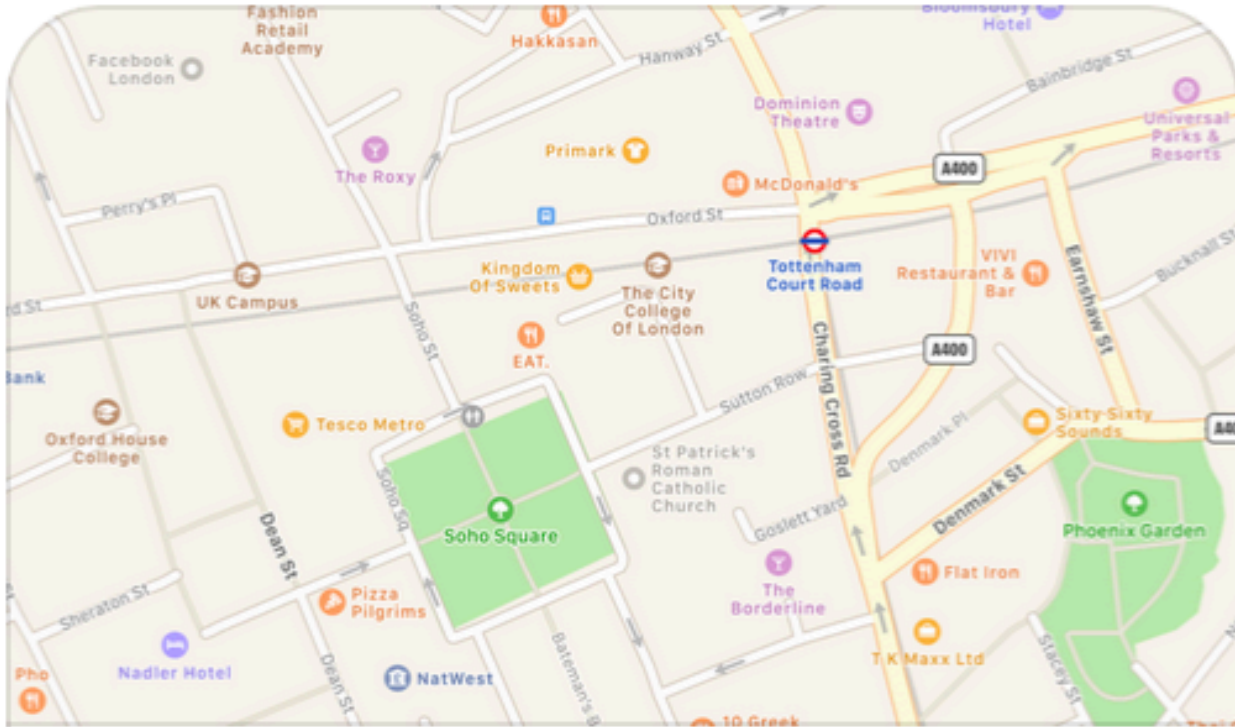 Fashion
Retail
Academy
Hakkasan
Bloomsbury
Hotel
Facebook
London
Hanway St
Bainbridge St
Dominion
Theatre
Universal
Parks &
Resorts
Primark
The Roxy
McDonald's
A400
Perry's Pl
Oxford St
Tottenham
Court Road
Kingdom
Of Sweets
The City
College
Of London
VIVI
Restaurant &
Bar
Earnshaw St
Bucknall St
UK Campus
rd St
Soho St
EAT.
Charing Cross Rd
A400
Bank
Sutton Row
Oxford House
College
Tesco Metro
Sixty Sixty
Sounds
A40
Denmark Pl
St Patrick's
Roman
Catholic
Church
Soho Sq
Soho Square
Denmark St
Goslett Yard
Phoenix Garden
Dean St
Pizza
Pilgrims
Sheraton St
The
Borderline
Flat Iron
Nadler Hotel
Dean St
NatWest
Bateman's B
T K Maxx Ltd
Stacey St
Pho
10 Greek